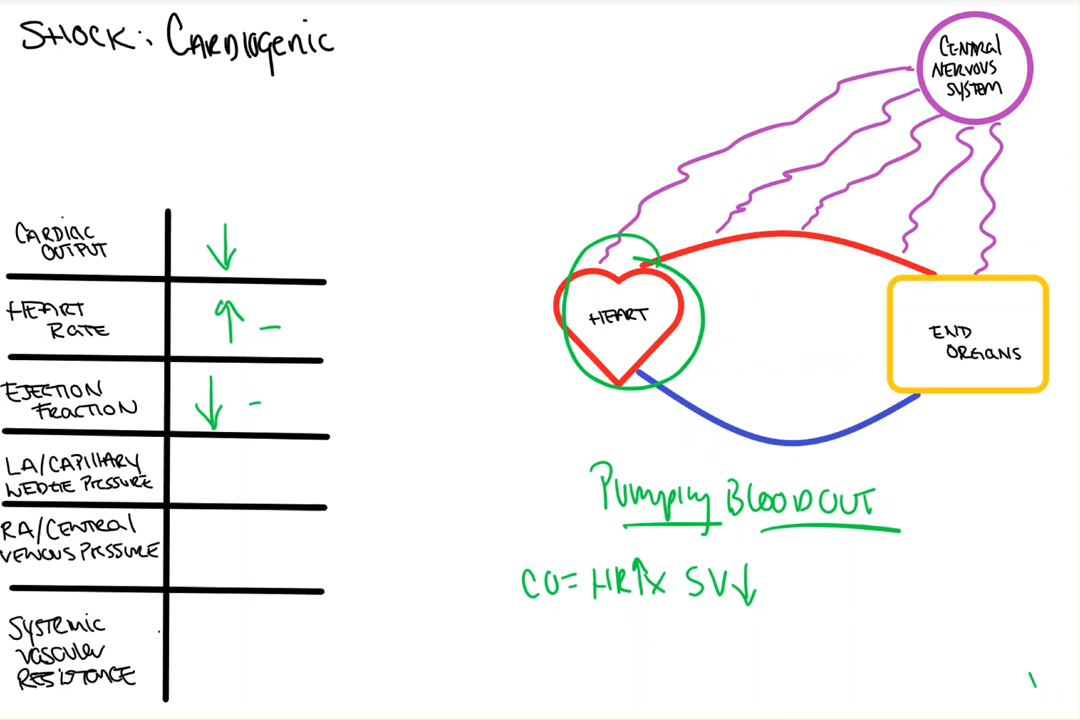 SHOCK: CARDIOGENIC
CENTRAL
NERVOUS
SYSTEM
CARDIAC
OUTPUT
↓
HEART
RATE
↑ –
EJECTION
FRACTION
↓ –
LA/CAPILLARY
WEDGE PRESSURE
RA/CENTRAL
VENOUS PRESSURE
SYSTEMIC
VASCULAR
RESISTANCE
HEART
END
ORGANS
PUMPING BLOOD OUT
CO= HR↑ X SV↓